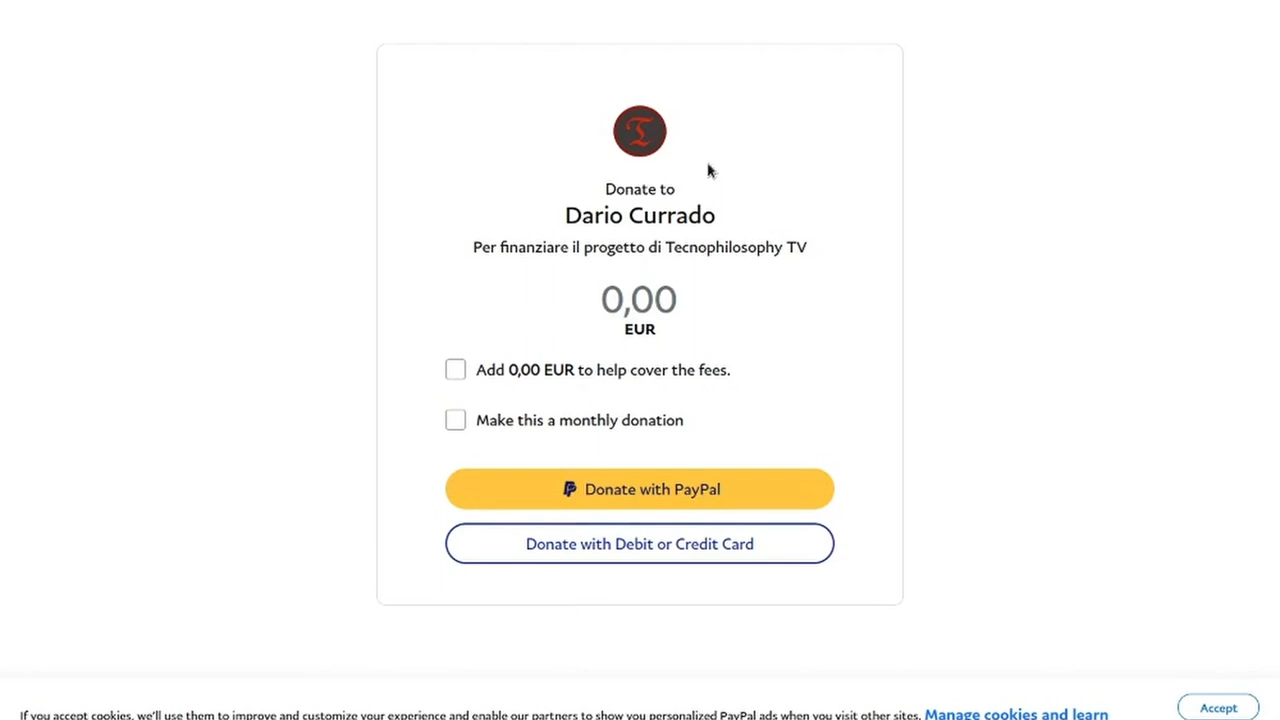 T
Donate to
Dario Currado
Per finanziare il progetto di Tecnophilosophy TV
0,00
EUR
Add 0,00 EUR to help cover the fees.
Make this a monthly donation
Donate with PayPal
Donate with Debit or Credit Card
If you accept cookies, we'll use them to improve and customize your experience and enable our partners to show you personalized PayPal ads when you visit other sites. Manage cookies and learn
Accept